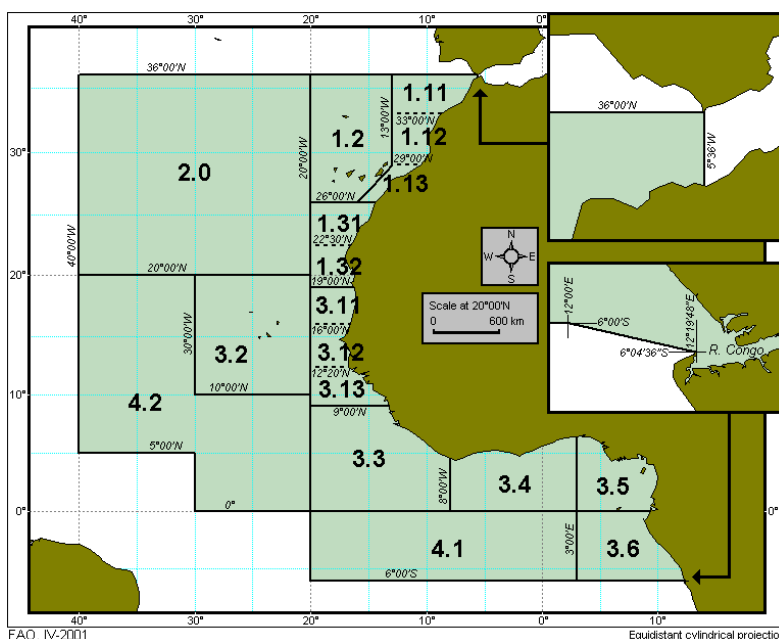 40° 30° 20° 10° 0°
36°00'N
36°00'N
1.11
33°00'N
13°00'W
1.2
1.12
5°36'W
30°
20°00'W
29°00'N
2.0
1.13
26°00'N
1.31
22°30'N
40°00'W
N
W E
S
1.32
20° 20°00'N
19°00'N
12°00'E
12°19'48"E
Scale at 20°00'N
0 600 km
3.11
16°00'N
6°00'S
30°00'W
3.2
3.12
6°04'36"S R. Congo
12°20'N
10° 10°00'N
3.13
4.2
9°00'N
5°00'N
3.3
8°00'W
3.4
3.5
0° 0° 0°
4.1
3°00'E
3.6
6°00'S
40° 30° 20° 10° 0° 10°
FAO, IV-2001 Equidistant cylindrical projectio